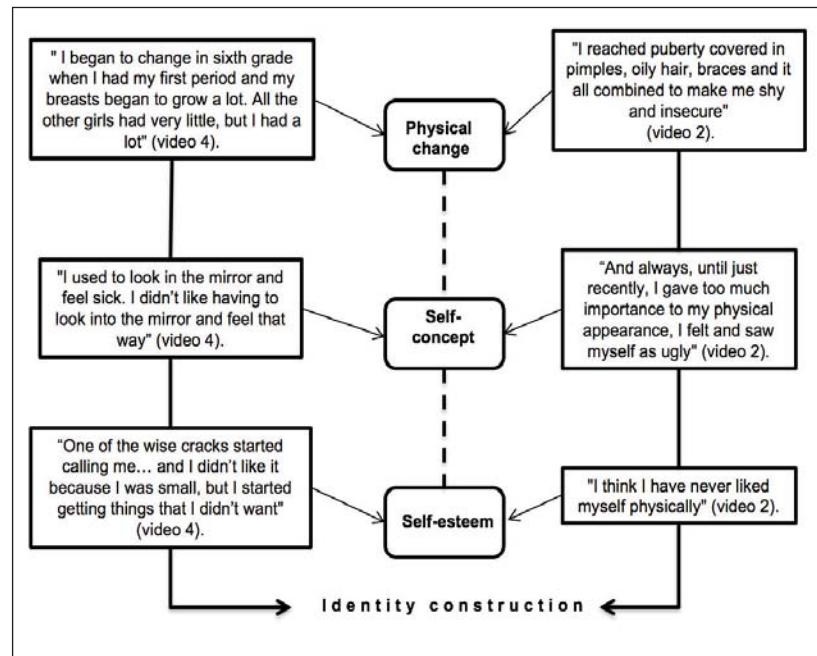 " I began to change in sixth grade
when I had my first period and my
breasts began to grow a lot. All the
other girls had very little, but I had a
lot" (video 4).
Physical
change
"I reached puberty covered in
pimples, oily hair, braces and it
all combined to make me shy
and insecure"
(video 2).
"I used to look in the mirror and
feel sick. I didn't like having to
look into the mirror and feel that
way” (video 4).
Self-
concept
“And always, until just
recently, I gave too much
importance to my physical
appearance, I felt and saw
myself as ugly" (video 2).
“One of the wise cracks started
calling me… and I didn’t like it
because I was small, but I started
getting things that I didn’t want"
(video 4).
Self-esteem
"I think I have never liked
myself physically" (video 2).
Identity construction